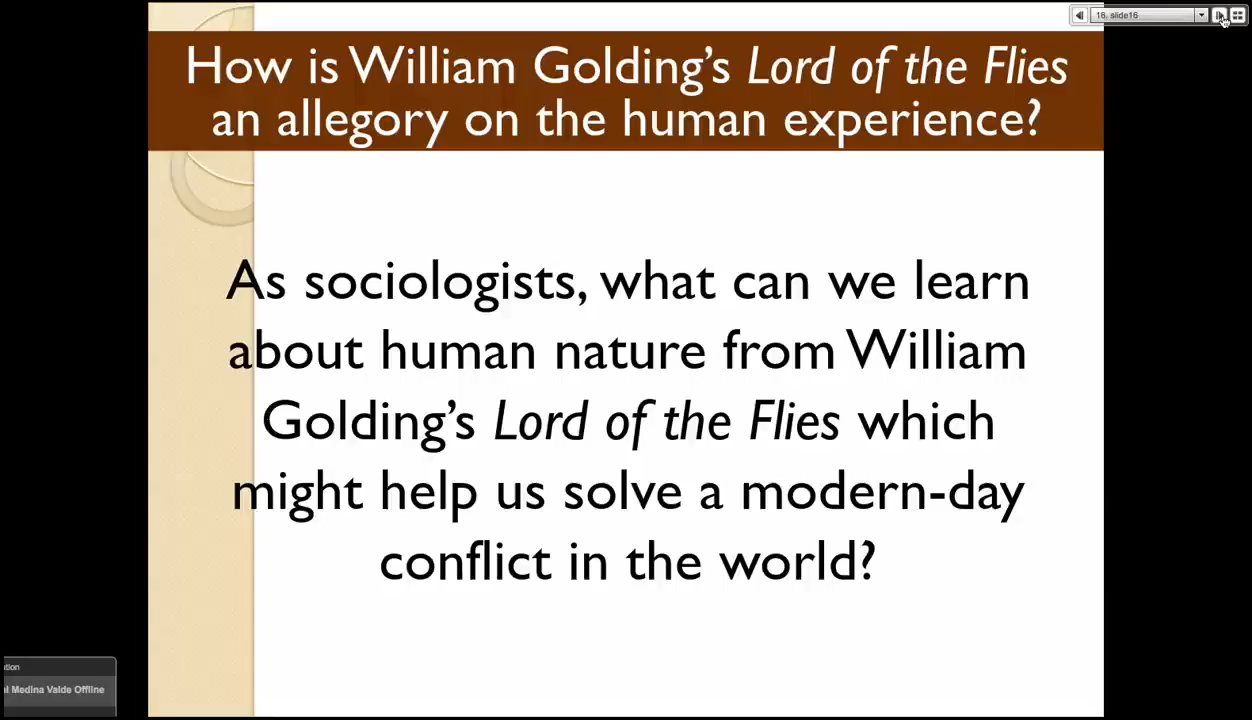 16. slide16
How is William Golding's Lord of the Flies
an allegory on the human experience?
As sociologists, what can we learn
about human nature from William
Golding's Lord of the Flies which
might help us solve a modern-day
conflict in the world?
Medina Valde Offline